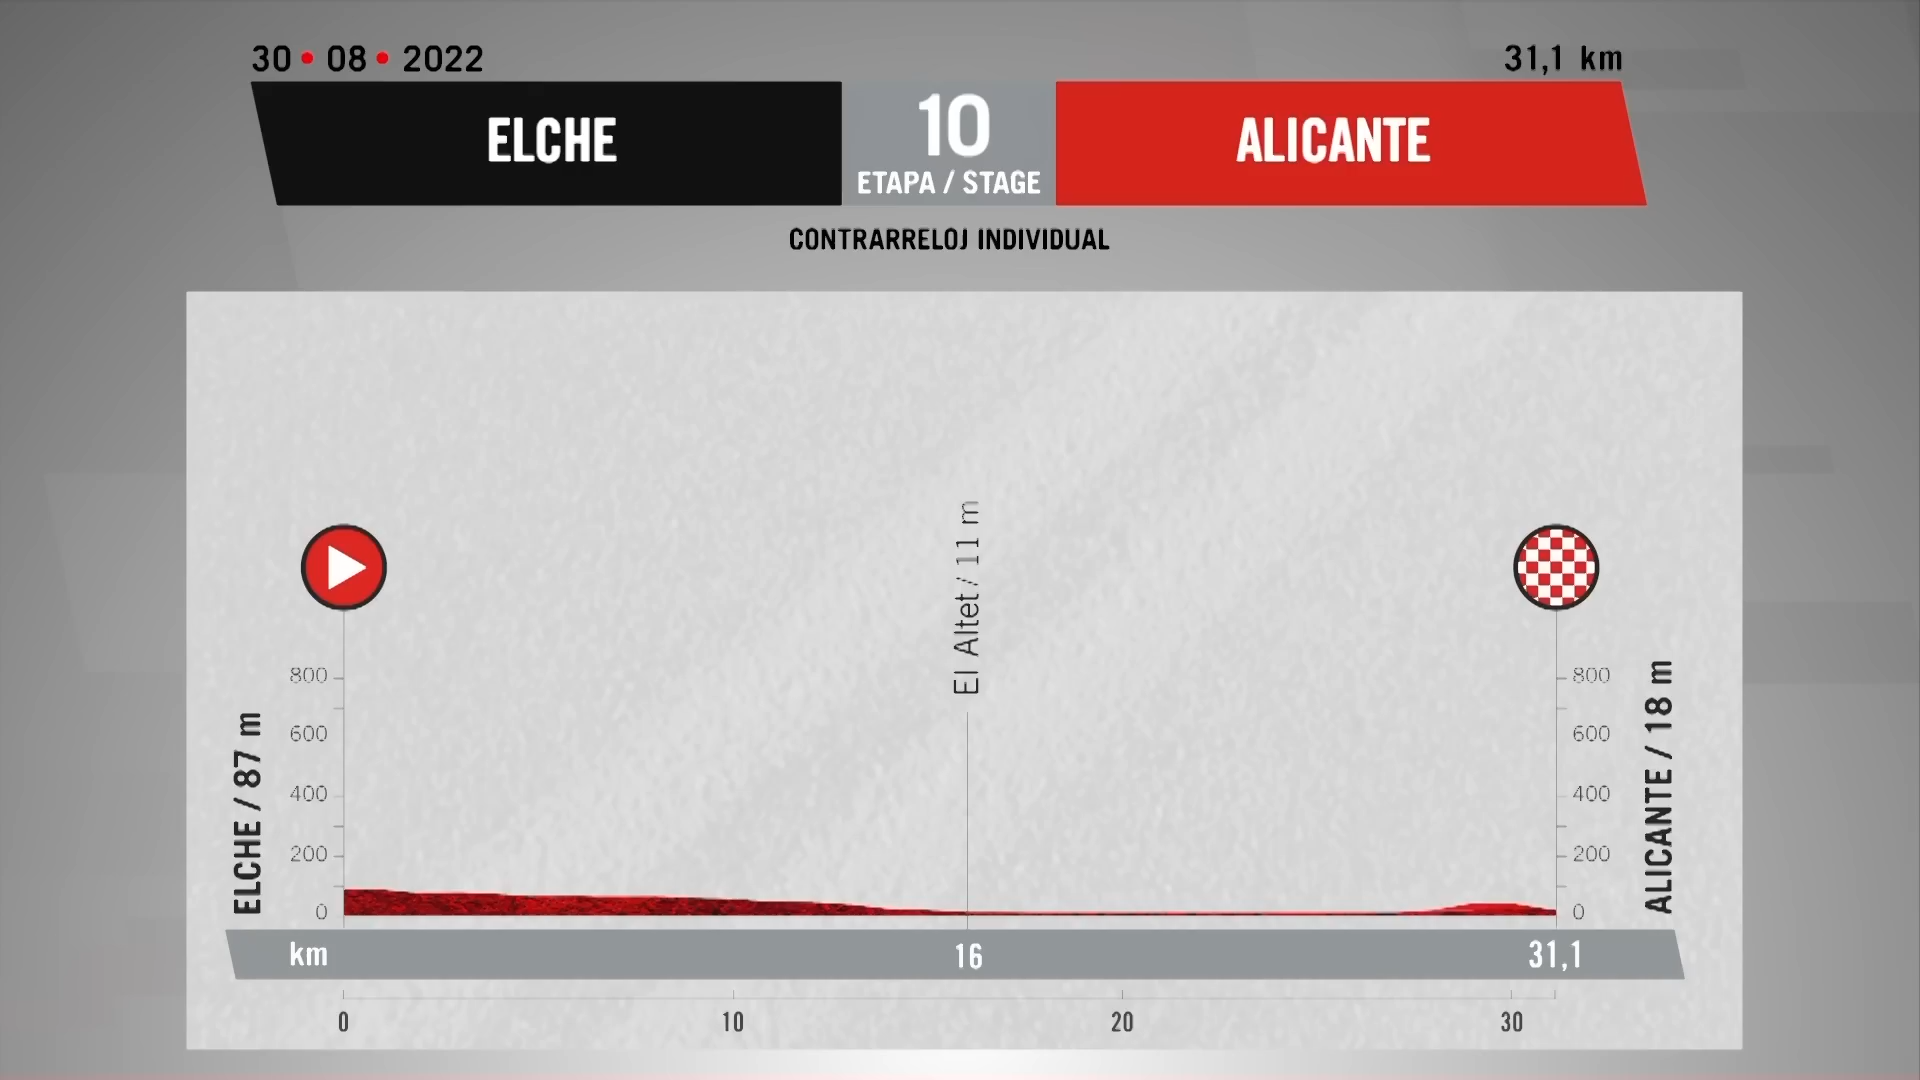 30 • 08 • 2022
31,1 km
ELCHE
10
ETAPA / STAGE
ALICANTE
CONTRARRELOJ INDIVIDUAL
El Altet / 11 m
ELCHE / 87 m
800
600
400
200
0
800
600
400
200
0
ALICANTE / 18 m
km
16
31,1
0
10
20
30